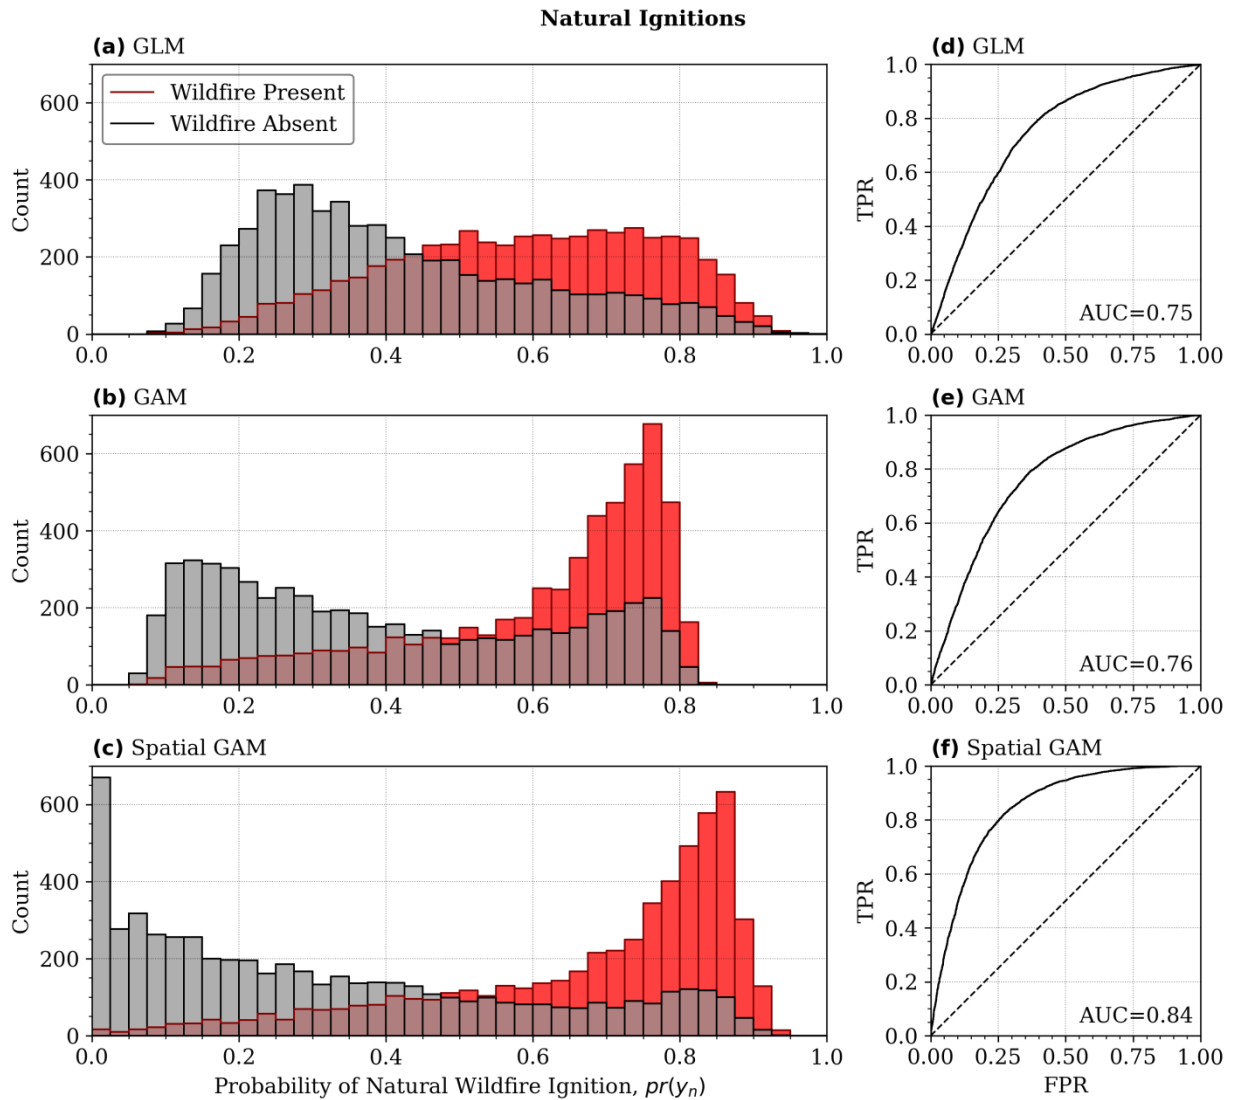 Natural Ignitions
(a) GLM
Wildfire Present
Wildfire Absent
Count
600
400
200
0
0.0 0.2 0.4 0.6 0.8 1.0
(d) GLM
TPR
1.0
0.8
0.6
0.4
0.2
0.0
AUC=0.75
0.00 0.25 0.50 0.75 1.00
(b) GAM
Count
600
400
200
0
0.0 0.2 0.4 0.6 0.8 1.0
(e) GAM
TPR
1.0
0.8
0.6
0.4
0.2
0.0
AUC=0.76
0.00 0.25 0.50 0.75 1.00
(c) Spatial GAM
Count
600
400
200
0
0.0 0.2 0.4 0.6 0.8 1.0
Probability of Natural Wildfire Ignition, pr(yₙ)
(f) Spatial GAM
TPR
1.0
0.8
0.6
0.4
0.2
0.0
AUC=0.84
0.00 0.25 0.50 0.75 1.00
FPR